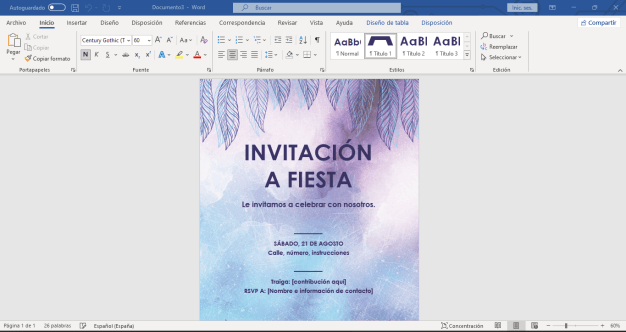 Autoguardado
Documento3 - Word
Buscar
Inic. ses.
Archivo Inicio Insertar Diseño Disposición Referencias Correspondencia Revisar Vista Ayuda Diseño de tabla Disposición Compartir
Pegar
Cortar
Copiar
Copiar formato
Portapapeles
Century Gothic (T 60 A A Aa A
N K S ab x x A A
Fuente
Párrafo
AaBb AaBl AaBl
¶ Normal ¶ Título 1 ¶ Título 2 ¶ Título 3
Estilos
Buscar
Reemplazar
Seleccionar
Edición
INVITACIÓN
A FIESTA
Le invitamos a celebrar con nosotros.
SÁBADO, 21 DE AGOSTO
Calle, número, instrucciones
Traiga: [contribución aquí]
RSVP A: [Nombre e información de contacto]
Página 1 de 1 26 palabras Español (España) Concentración 60%